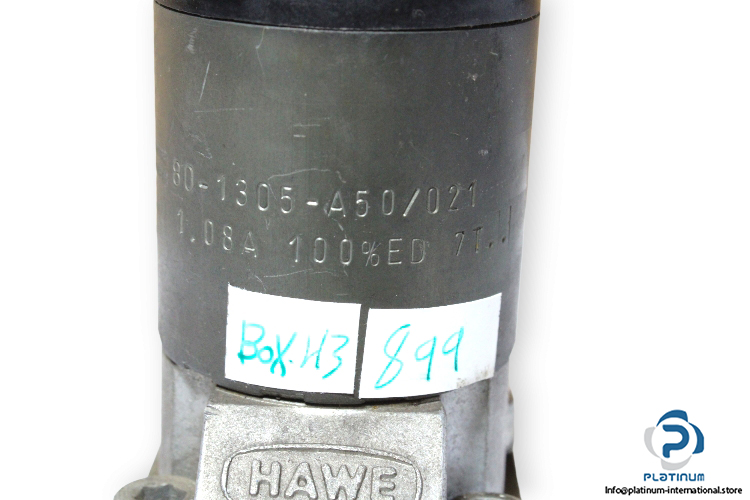 80-1305-A50/021
1.08A 100%ED
BOX.H3
899
HAWE
PLATINUM
Info@platinum-international.store